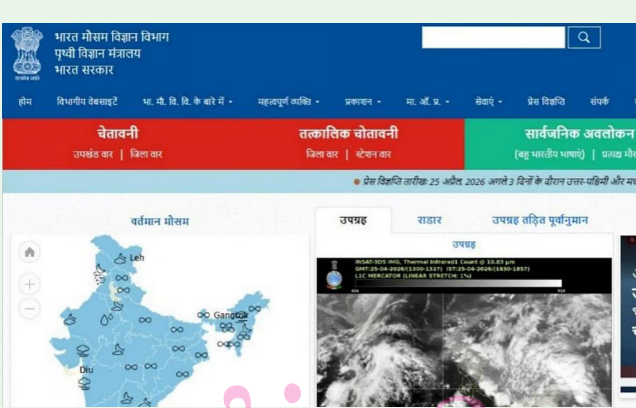 भारत मौसम विज्ञान विभाग
पृथ्वी विज्ञान मंत्रालय
भारत सरकार
होम विभागीय वेबसाइटें भा. मौ. वि. वि. के बारे में महत्वपूर्ण व्यक्ति प्रकाशन मा. ऑ. प्र. सेवाएं प्रेस विज्ञप्ति संपर्क
चेतावनी
उपखंड वार | जिला वार
तत्कालिक चोतावनी
जिला वार | स्टेशन वार
सार्वजनिक अवलोकन
(बहु भारतीय भाषाएं) | प्रत्यक्ष
प्रेस विज्ञप्ति तारीखः 25 अप्रैल, 2026 अगले 3 दिनों के दौरान उत्तर-पश्चिमी और
वर्तमान मौसम
उपग्रह राडार उपग्रह तड़ित पूर्वानुमान
उपग्रह
INSAT-3DS IMG, Thermal Infrared1 Count @ 10.83 μm
GMT:25-04-2026/(1300-1327) IST:25-04-2026/(1830-1857)
L1C MERCATOR (LINEAR STRETCH: 1%)
Leh
Gangtok
Diu